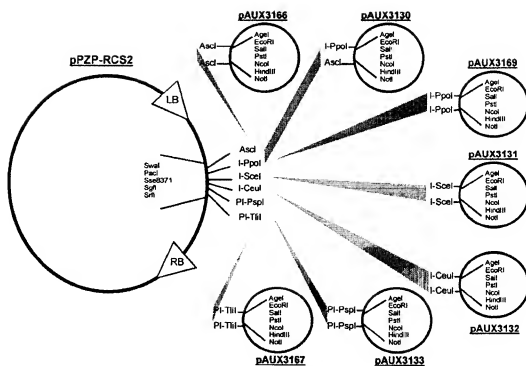 pAUX3166
AscI
AscI
AgeI
EcoRI
SalI
PstI
NcoI
HindIII
NotI
pAUX3130
I-PpoI
AscI
AgeI
EcoRI
SalI
PstI
NcoI
HindIII
NotI
pPZP-RCS2
LB
RB
SwaI
PacI
Sse8371
SgfI
SrfI
AscI
I-PpoI
I-SceI
I-CeuI
PI-PspI
PI-TliI
pAUX3169
I-PpoI
I-PpoI
AgeI
EcoRI
SalI
PstI
NcoI
HindIII
NotI
pAUX3131
I-SceI
I-SceI
AgeI
EcoRI
SalI
PstI
NcoI
HindIII
NotI
I-CeuI
I-CeuI
AgeI
EcoRI
SalI
PstI
NcoI
HindIII
NotI
pAUX3132
PI-TliI
PI-TliI
AgeI
EcoRI
SalI
PstI
NcoI
HindIII
NotI
pAUX3167
PI-PspI
PI-PspI
AgeI
EcoRI
SalI
PstI
NcoI
HindIII
NotI
pAUX3133